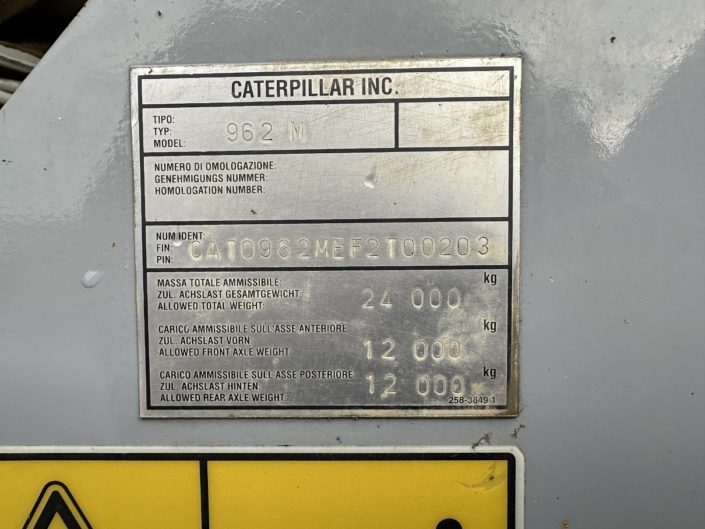 CATERPILLAR INC.
TIPO:
TYP:
MODEL: 962 M
NUMERO DI OMOLOGAZIONE:
GENEHMIGUNGS NUMMER:
HOMOLOGATION NUMBER:
NUM IDENT:
FIN:
PIN: CAT0962MEF2T00203
MASSA TOTALE AMMISSIBILE: kg
ZUL. ACHSLAST GESAMTGEWICHT: 24 000
ALLOWED TOTAL WEIGHT:
CARICO AMMISSIBILE SULL'ASSE ANTERIORE: kg
ZUL. ACHSLAST VORN: 12 000
ALLOWED FRONT AXLE WEIGHT:
CARICO AMMISSIBILE SULL'ASSE POSTERIORE: kg
ZUL. ACHSLAST HINTEN: 12 000
ALLOWED REAR AXLE WEIGHT:
258-3849 1